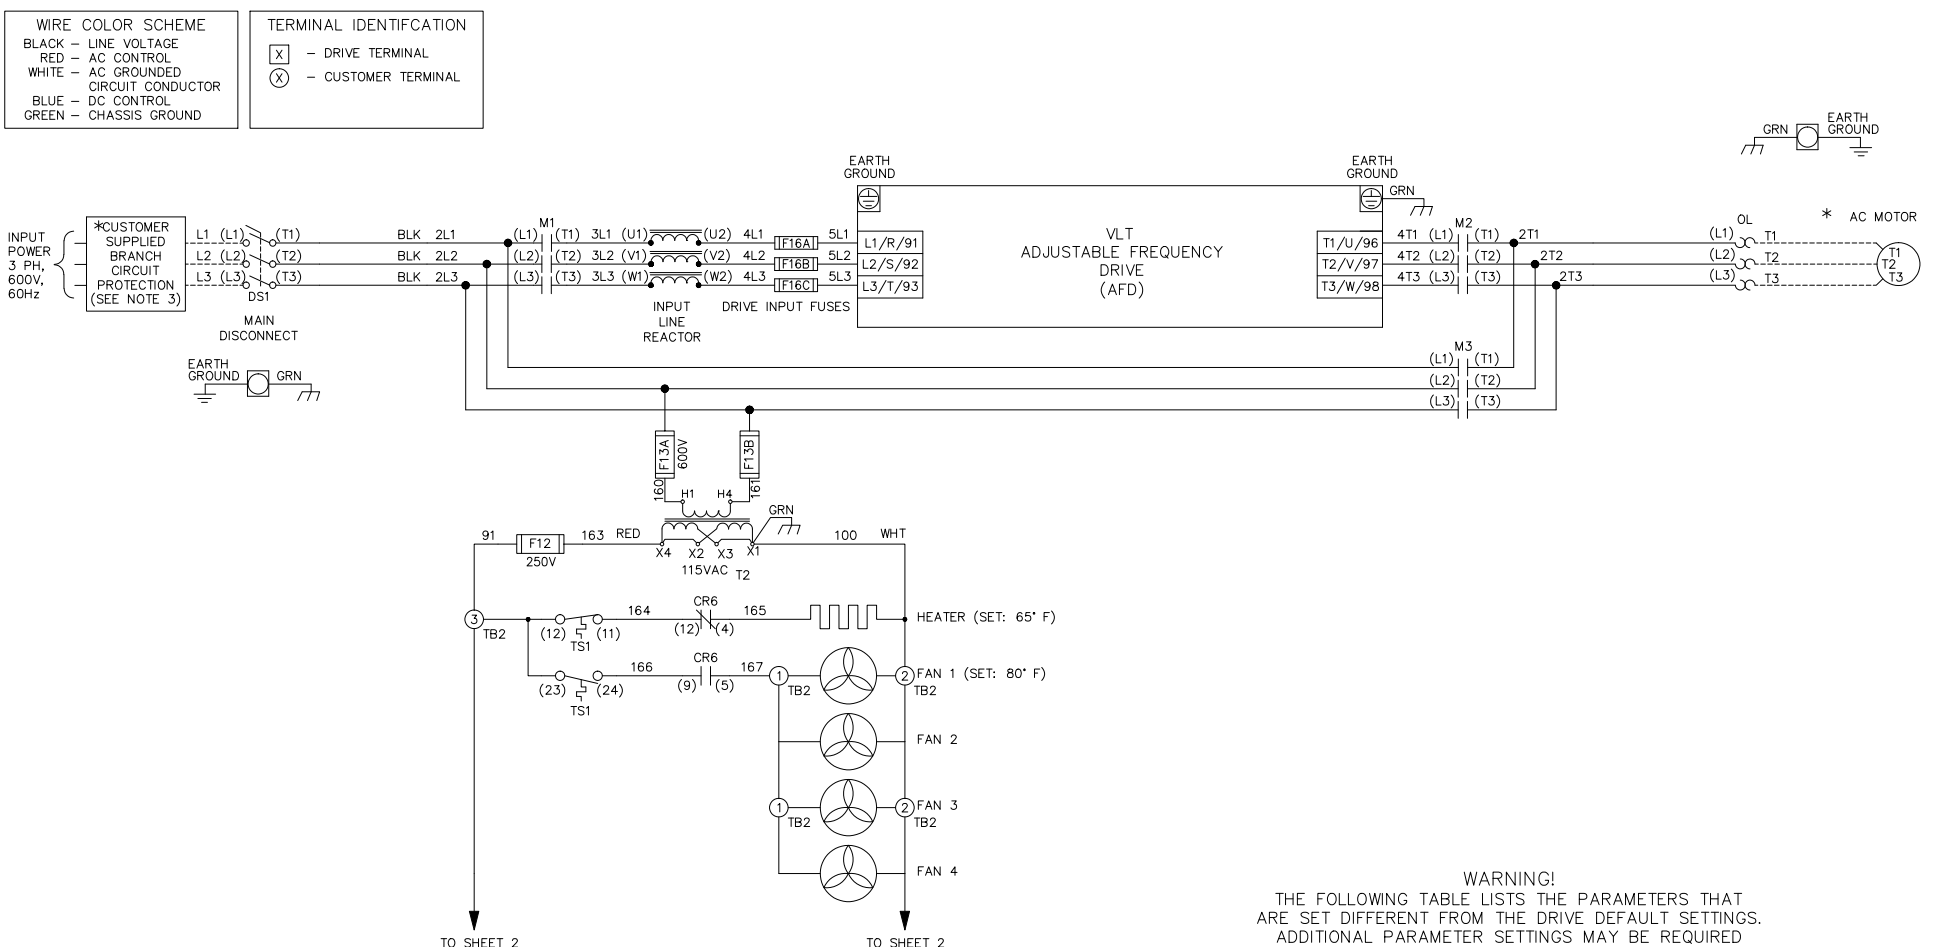 WIRE COLOR SCHEME
BLACK – LINE VOLTAGE
RED – AC CONTROL
WHITE – AC GROUNDED
CIRCUIT CONDUCTOR
BLUE – DC CONTROL
GREEN – CHASSIS GROUND
TERMINAL IDENTIFCATION
X – DRIVE TERMINAL
X – CUSTOMER TERMINAL
GRN
EARTH
GROUND
INPUT
POWER
3 PH,
600V,
60Hz
*CUSTOMER
SUPPLIED
BRANCH
CIRCUIT
PROTECTION
(SEE NOTE 3)
L1 (L1) (T1) BLK 2L1 (L1) M1 (T1) 3L1 (U1) (U2) 4L1 F16A 5L1 L1/R/91
L2 (L2) (T2) BLK 2L2 (L2) (T2) 3L2 (V1) (V2) 4L2 F16B 5L2 L2/S/92
L3 (L3) (T3) BLK 2L3 (L3) (T3) 3L3 (W1) (W2) 4L3 F16C 5L3 L3/T/93
DS1
MAIN
DISCONNECT
INPUT
LINE
REACTOR
DRIVE INPUT FUSES
EARTH
GROUND
VLT
ADJUSTABLE FREQUENCY
DRIVE
(AFD)
EARTH
GROUND
GRN
T1/U/96 4T1 (L1) M2 (T1) 2T1 (L1) OL T1
T2/V/97 4T2 (L2) (T2) 2T2 (L2) T2
T3/W/98 4T3 (L3) (T3) 2T3 (L3) T3
* AC MOTOR
T1
T2
T3
M3
(L1) (T1)
(L2) (T2)
(L3) (T3)
EARTH
GROUND
GRN
F13A
600V
F13B
160
161
H1 H4
GRN
91 F12 163 RED
250V
X4 X2 X3 X1
115VAC T2
100 WHT
3
TB2
(12) (11)
TS1
164
CR6
(12) (4)
165
HEATER (SET: 65° F)
(23) (24)
TS1
166
CR6
(9) (5)
167
1
TB2
2
TB2
FAN 1 (SET: 80° F)
FAN 2
1
TB2
2
TB2
FAN 3
FAN 4
TO SHEET 2
TO SHEET 2
WARNING!
THE FOLLOWING TABLE LISTS THE PARAMETERS THAT
ARE SET DIFFERENT FROM THE DRIVE DEFAULT SETTINGS.
ADDITIONAL PARAMETER SETTINGS MAY BE REQUIRED